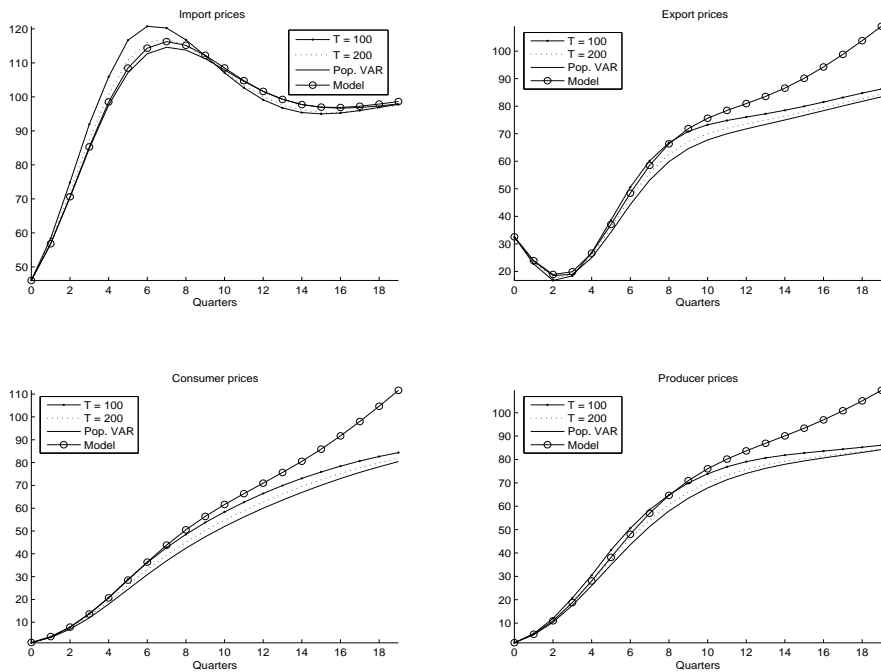 Import prices
120
110
100
90
80
70
60
50
0 2 4 6 8 10 12 14 16 18
Quarters
T = 100
T = 200
Pop. VAR
Model
Export prices
100
90
80
70
60
50
40
30
20
0 2 4 6 8 10 12 14 16 18
Quarters
T = 100
T = 200
Pop. VAR
Model
Consumer prices
110
100
90
80
70
60
50
40
30
20
10
0 2 4 6 8 10 12 14 16 18
Quarters
T = 100
T = 200
Pop. VAR
Model
Producer prices
100
90
80
70
60
50
40
30
20
10
0 2 4 6 8 10 12 14 16 18
Quarters
T = 100
T = 200
Pop. VAR
Model